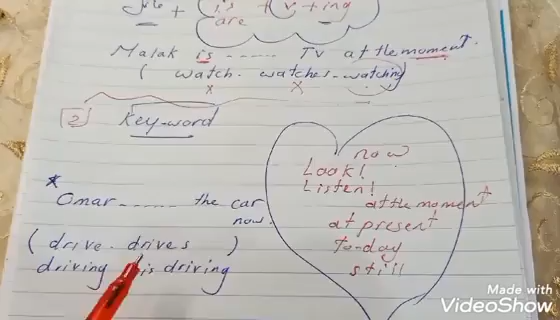 is + v + ing
are
Malak is ------ TV at the moment.
( watch - watches - watching )
x x
2 Key-word
* Omar ------ the car
now.
( drive - drives )
driving is driving
now
Look!
Listen!
at the moment
at present
to-day
still
Made with
VideoShow